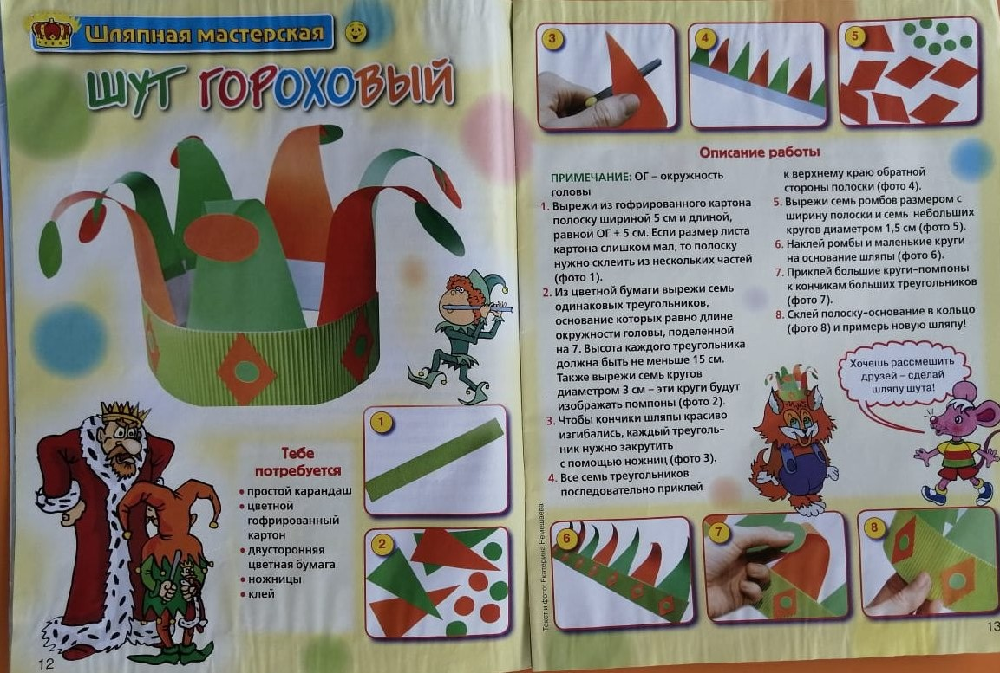 Шляпная мастерская
ШУТ ГОРОХОВЫЙ
Тебе
потребуется
• простой карандаш
• цветной
гофрированный
картон
• двусторонняя
цветная бумага
• ножницы
• клей
1
2
12
3
4
5
Описание работы
ПРИМЕЧАНИЕ: ОГ – окружность
головы
1. Вырежи из гофрированного картона
полоску шириной 5 см и длиной,
равной ОГ + 5 см. Если размер листа
картона слишком мал, то полоску
нужно склеить из нескольких частей
(фото 1).
2. Из цветной бумаги вырежи семь
одинаковых треугольников,
основание которых равно длине
окружности головы, поделенной
на 7. Высота каждого треугольника
должна быть не меньше 15 см.
Также вырежи семь кругов
диаметром 3 см – эти круги будут
изображать помпоны (фото 2).
3. Чтобы кончики шляпы красиво
изгибались, каждый треуголь-
ник нужно закрутить
с помощью ножниц (фото 3).
4. Все семь треугольников
последовательно приклей
к верхнему краю обратной
стороны полоски (фото 4).
5. Вырежи семь ромбов размером с
ширину полоски и семь небольших
кругов диаметром 1,5 см (фото 5).
6. Наклей ромбы и маленькие круги
на основание шляпы (фото 6).
7. Приклей большие круги-помпоны
к кончикам больших треугольников
(фото 7).
8. Склей полоску-основание в кольцо
(фото 8) и примерь новую шляпу!
Хочешь рассмешить
друзей – сделай
шляпу шута!
Текст и фото: Екатерина Немешаева
6
7
8
13